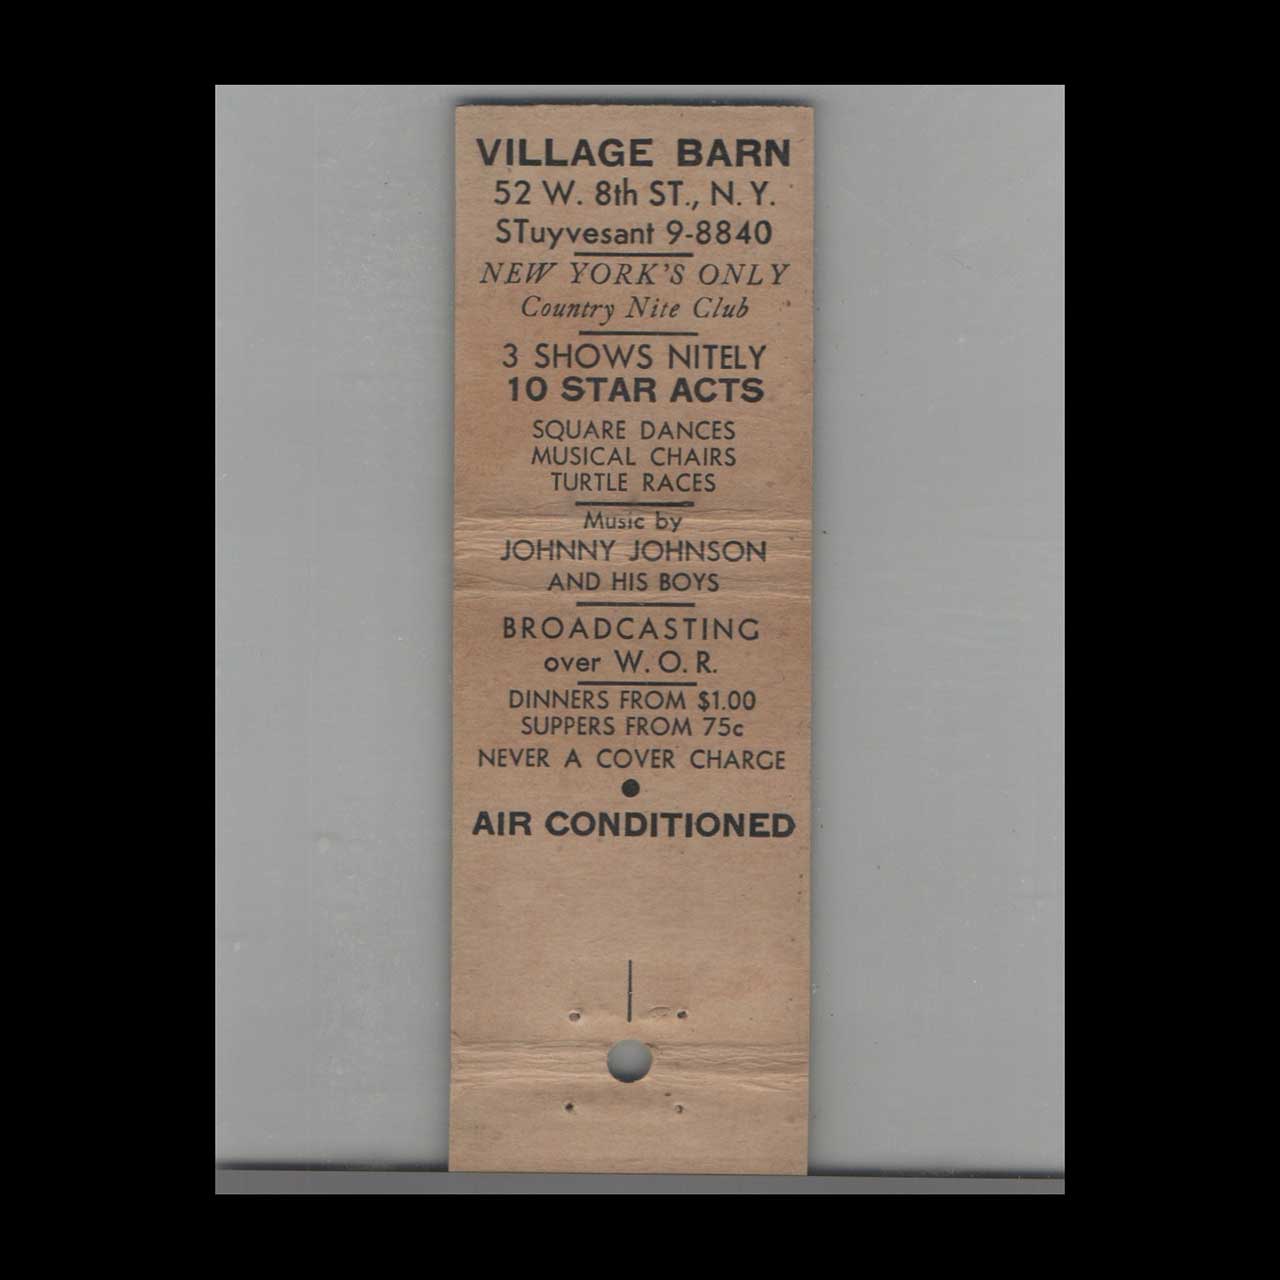 VILLAGE BARN
52 W. 8th ST., N. Y.
STuyvesant 9-8840
NEW YORK'S ONLY
Country Nite Club
3 SHOWS NITELY
10 STAR ACTS
SQUARE DANCES
MUSICAL CHAIRS
TURTLE RACES
Music by
JOHNNY JOHNSON
AND HIS BOYS
BROADCASTING
over W. O. R.
DINNERS FROM $1.00
SUPPERS FROM 75c
NEVER A COVER CHARGE
AIR CONDITIONED